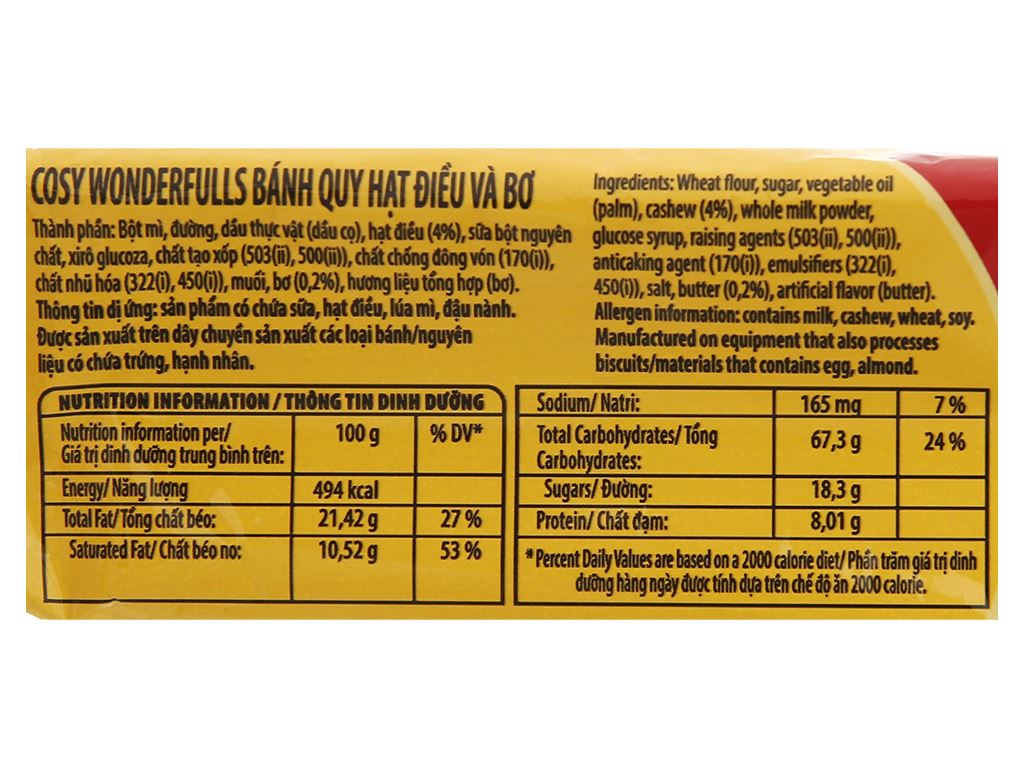 COSY WONDERFULLS BÁNH QUY HẠT ĐIỀU VÀ BƠ
Thành phần: Bột mì, đường, dầu thực vật (dầu cọ), hạt điều (4%), sữa bột nguyên
chất, xirô glucoza, chất tạo xốp (503(ii), 500(ii)), chất chống đông vón (170(i)),
chất nhũ hóa (322(i), 450(i)), muối, bơ (0,2%), hương liệu tổng hợp (bơ).
Thông tin dị ứng: sản phẩm có chứa sữa, hạt điều, lúa mì, đậu nành.
Được sản xuất trên dây chuyền sản xuất các loại bánh/nguyên
liệu có chứa trứng, hạnh nhân.
Ingredients: Wheat flour, sugar, vegetable oil
(palm), cashew (4%), whole milk powder,
glucose syrup, raising agents (503(ii), 500(ii)),
anticaking agent (170(i)), emulsifiers (322(i),
450(i)), salt, butter (0,2%), artificial flavor (butter).
Allergen information: contains milk, cashew, wheat, soy.
Manufactured on equipment that also processes
biscuits/materials that contains egg, almond.
NUTRITION INFORMATION / THÔNG TIN DINH DƯỠNG
Nutrition information per/ 100 g % DV*
Giá trị dinh dưỡng trung bình trên:
Energy/ Năng lượng 494 kcal
Total Fat/ Tổng chất béo: 21,42 g 27 %
Saturated Fat/ Chất béo no: 10,52 g 53 %
Sodium/ Natri: 165 mg 7 %
Total Carbohydrates/ Tổng 67,3 g 24 %
Carbohydrates:
Sugars/ Đường: 18,3 g
Protein/ Chất đạm: 8,01 g
* Percent Daily Values are based on a 2000 calorie diet/ Phần trăm giá trị dinh
dưỡng hàng ngày được tính dựa trên chế độ ăn 2000 calorie.